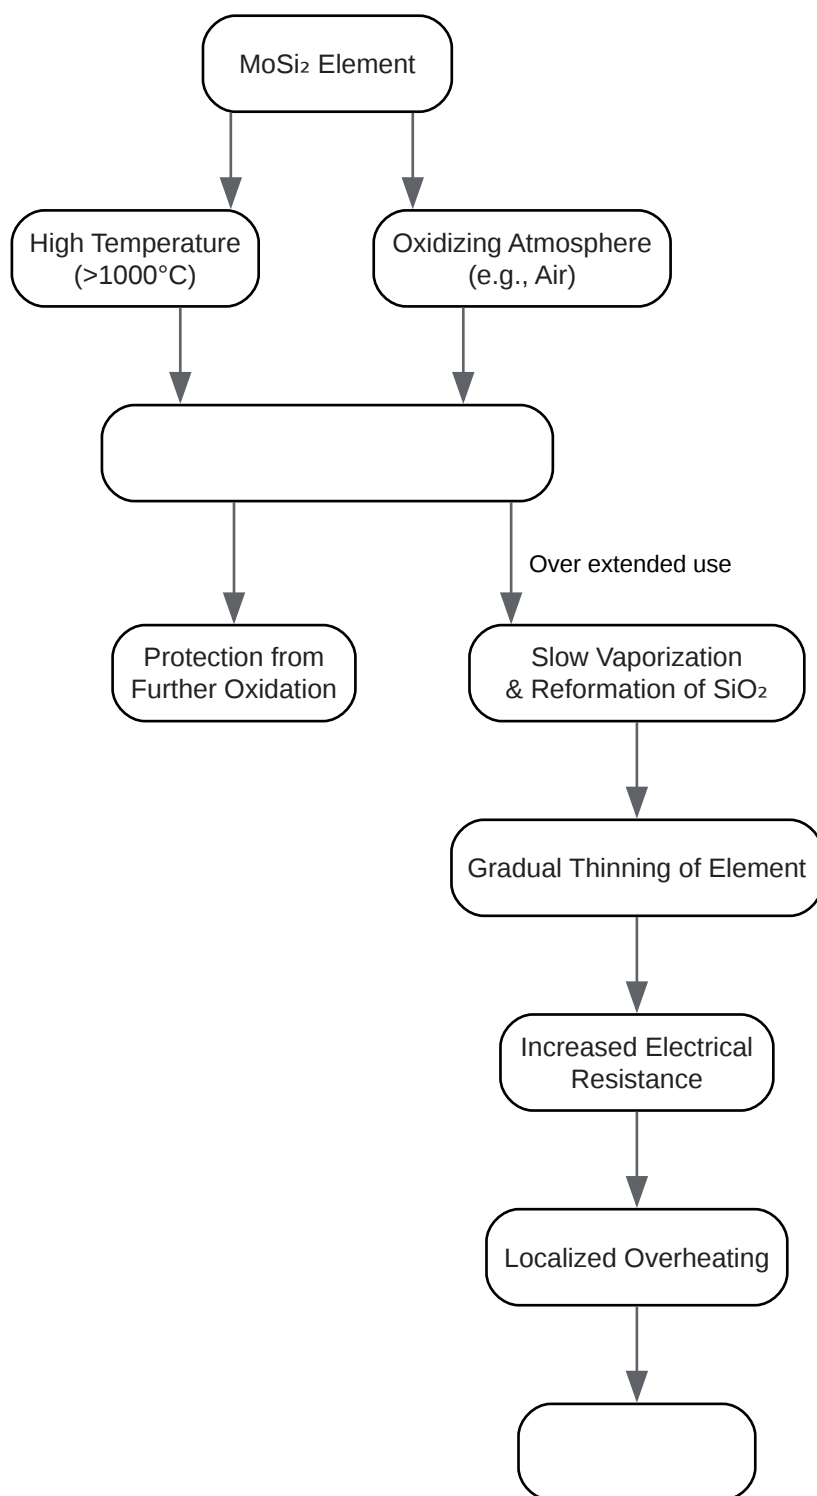 MoSi₂ Element
High Temperature
(>1000°C)
Oxidizing Atmosphere
(e.g., Air)
Over extended use
Protection from
Further Oxidation
Slow Vaporization
& Reformation of SiO₂
Gradual Thinning of Element
Increased Electrical
Resistance
Localized Overheating